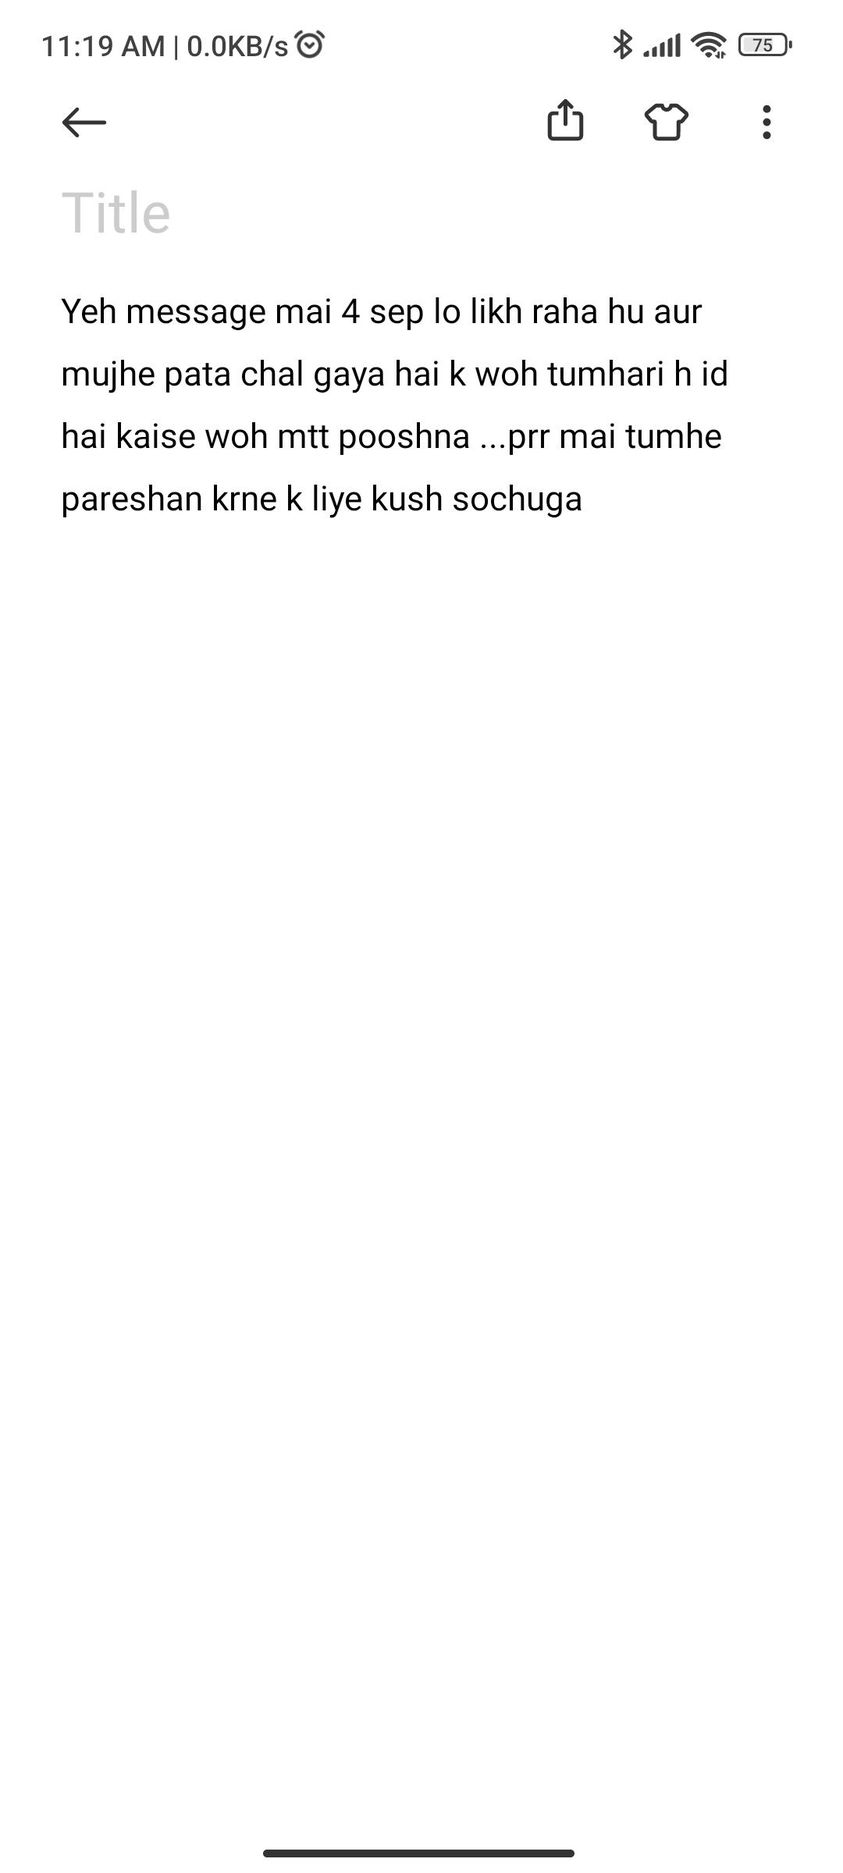 11:19 AM | 0.0KB/s
75
Title
Yeh message mai 4 sep lo likh raha hu aur
mujhe pata chal gaya hai k woh tumhari h id
hai kaise woh mtt pooshna ...prr mai tumhe
pareshan krne k liye kush sochuga